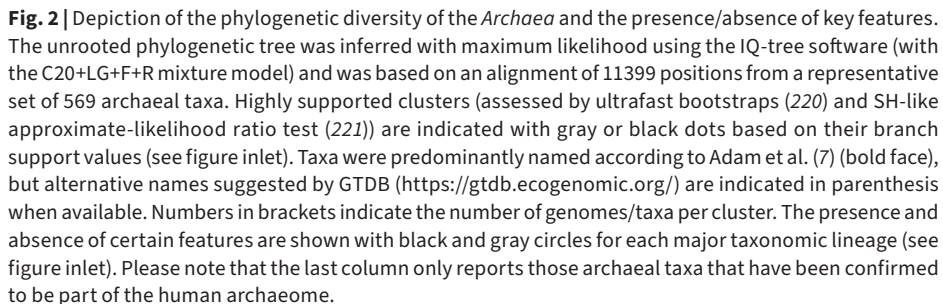 Fig. 2 | Depiction of the phylogenetic diversity of the Archaea and the presence/absence of key features.
The unrooted phylogenetic tree was inferred with maximum likelihood using the IQ-tree software (with
the C20+LG+F+R mixture model) and was based on an alignment of 11399 positions from a representative
set of 569 archaeal taxa. Highly supported clusters (assessed by ultrafast bootstraps (220) and SH-like
approximate-likelihood ratio test (221)) are indicated with gray or black dots based on their branch
support values (see figure inlet). Taxa were predominantly named according to Adam et al. (7) (bold face),
but alternative names suggested by GTDB (https://gtdb.ecogenomic.org/) are indicated in parenthesis
when available. Numbers in brackets indicate the number of genomes/taxa per cluster. The presence and
absence of certain features are shown with black and gray circles for each major taxonomic lineage (see
figure inlet). Please note that the last column only reports those archaeal taxa that have been confirmed
to be part of the human archaeome.